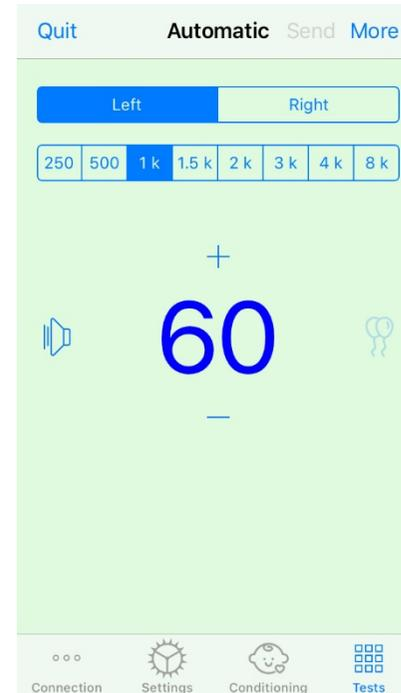 Quit Automatic Send More
Left Right
250 500 1 k 1.5 k 2 k 3 k 4 k 8 k
+
60
−
Connection Settings Conditioning Tests